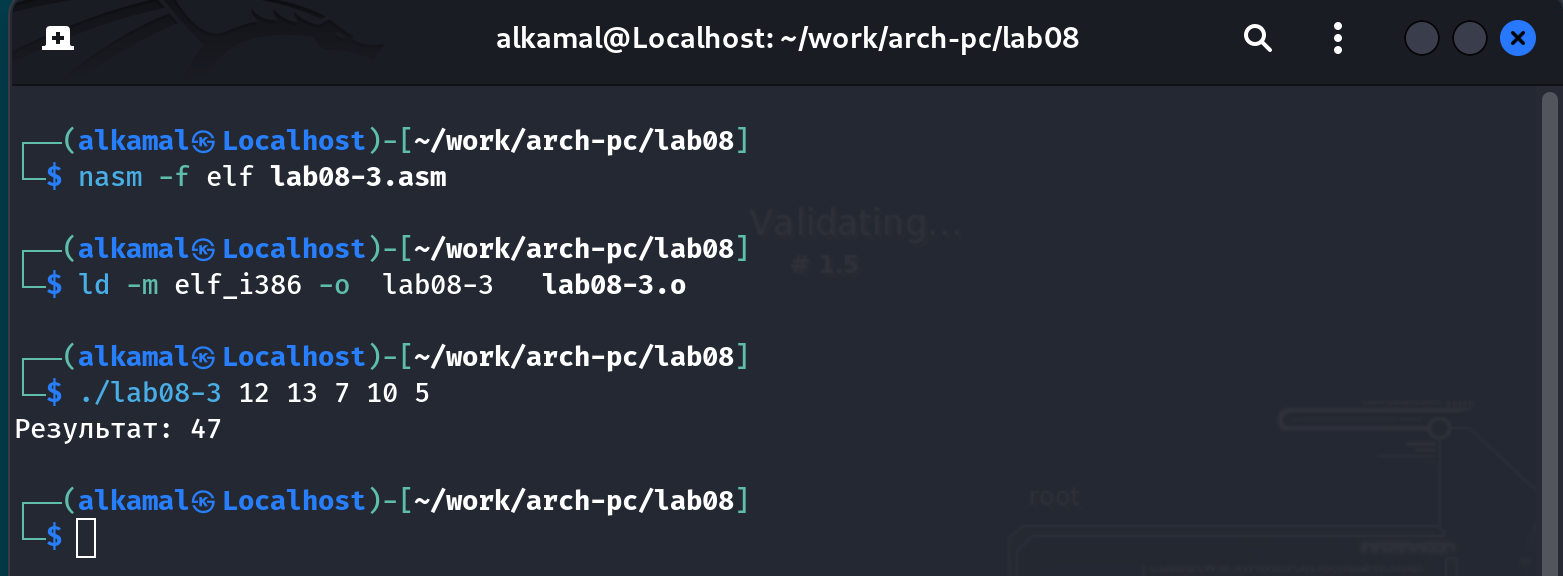 alkamal@Localhost: ~/work/arch-pc/lab08
┌──(alkamal㉿Localhost)-[~/work/arch-pc/lab08]
└─$ nasm -f elf lab08-3.asm
Validating...
┌──(alkamal㉿Localhost)-[~/work/arch-pc/lab08]
# 1.5
└─$ ld -m elf_i386 -o  lab08-3   lab08-3.o
┌──(alkamal㉿Localhost)-[~/work/arch-pc/lab08]
└─$ ./lab08-3 12 13 7 10 5
Результат: 47
┌──(alkamal㉿Localhost)-[~/work/arch-pc/lab08]
root
└─$